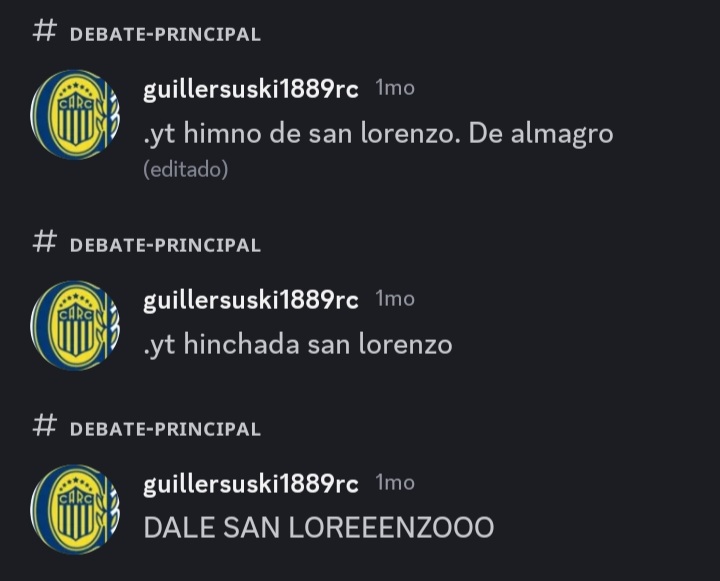 # DEBATE-PRINCIPAL
CARC
guillersuski1889rc 1mo
.yt himno de san lorenzo. De almagro
(editado)
# DEBATE-PRINCIPAL
CARC
guillersuski1889rc 1mo
.yt hinchada san lorenzo
# DEBATE-PRINCIPAL
CARC
guillersuski1889rc 1mo
DALE SAN LOREEENZOOO